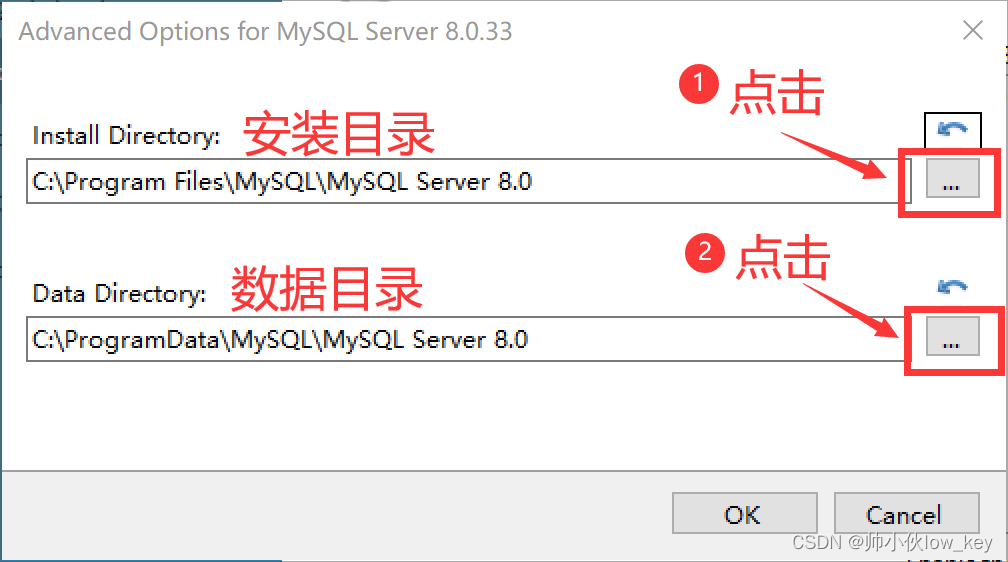 Advanced Options for MySQL Server 8.0.33
1 点击
Install Directory: 安装目录
C:\Program Files\MySQL\MySQL Server 8.0
...
2 点击
Data Directory: 数据目录
C:\ProgramData\MySQL\MySQL Server 8.0
...
OK
Cancel
CSDN @帅小伙low_key